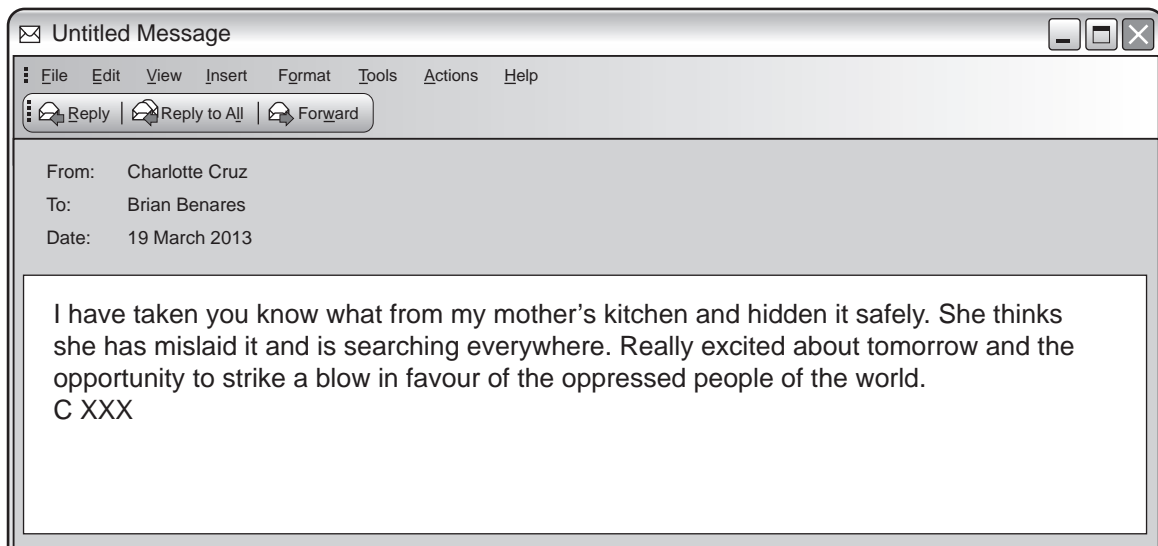 Untitled Message
File Edit View Insert Format Tools Actions Help
Reply Reply to All Forward
From: Charlotte Cruz
To: Brian Benares
Date: 19 March 2013
I have taken you know what from my mother’s kitchen and hidden it safely. She thinks
she has mislaid it and is searching everywhere. Really excited about tomorrow and the
opportunity to strike a blow in favour of the oppressed people of the world.
C XXX